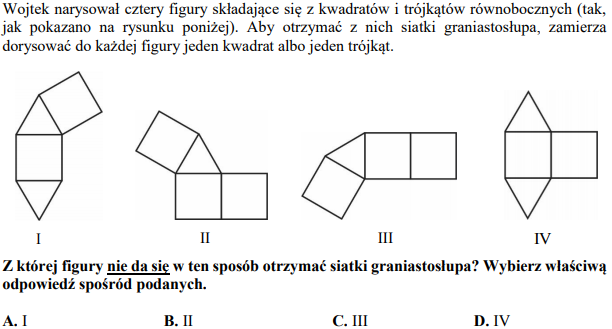 Wojtek narysował cztery figury składające się z kwadratów i trójkątów równobocznych (tak,
jak pokazano na rysunku poniżej). Aby otrzymać z nich siatki graniastosłupa, zamierza
dorysować do każdej figury jeden kwadrat albo jeden trójkąt.
I II III IV
Z której figury nie da się w ten sposób otrzymać siatki graniastosłupa? Wybierz właściwą
odpowiedź spośród podanych.
A. I B. II C. III D. IV